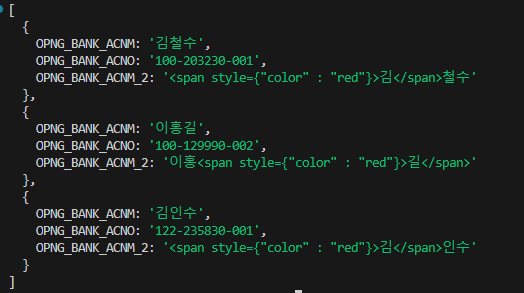 [
  {
    OPNG_BANK_ACNM: '김철수',
    OPNG_BANK_ACNO: '100-203230-001',
    OPNG_BANK_ACNM_2: '<span style={"color" : "red"}>김</span>철수'
  },
  {
    OPNG_BANK_ACNM: '이홍길',
    OPNG_BANK_ACNO: '100-129990-002',
    OPNG_BANK_ACNM_2: '이홍<span style={"color" : "red"}>길</span>'
  },
  {
    OPNG_BANK_ACNM: '김인수',
    OPNG_BANK_ACNO: '122-235830-001',
    OPNG_BANK_ACNM_2: '<span style={"color" : "red"}>김</span>인수'
  }
]